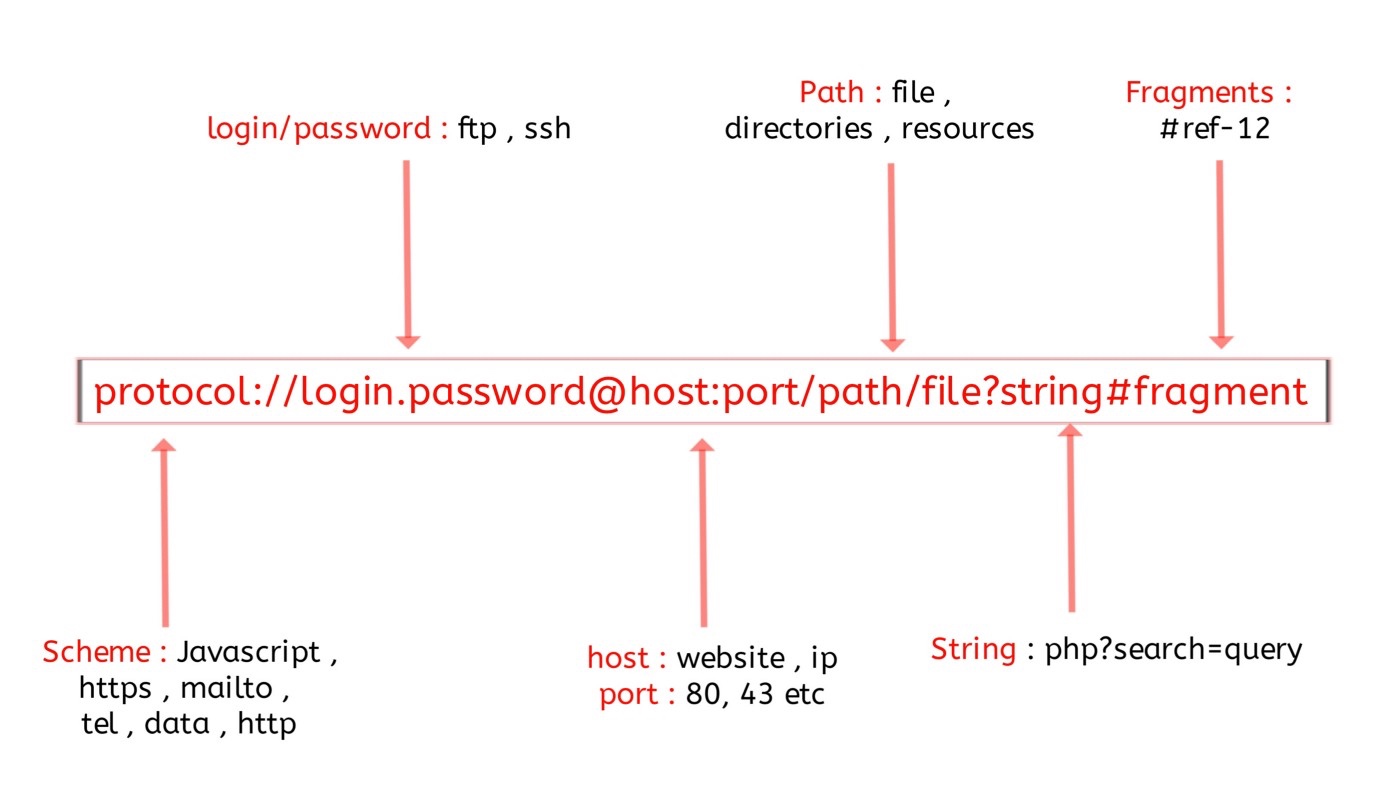 login/password : ftp , ssh
Path : file ,
directories , resources
Fragments :
#ref-12
protocol://login.password@host:port/path/file?string#fragment
Scheme : Javascript ,
https , mailto ,
tel , data , http
host : website , ip
port : 80, 43 etc
String : php?search=query